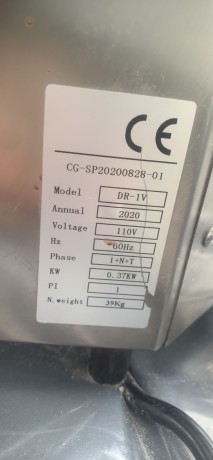 CE
CG-SP20200828-01
Model DR-1V
Annual 2020
Voltage 110V
Hz 60Hz
Phase 1+N+T
KW 0.37KW
PI 1
N.weight 39Kg